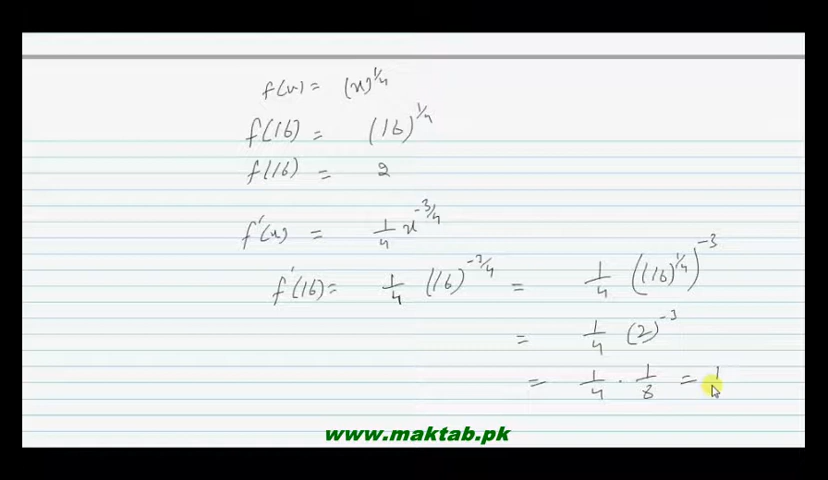 f(x) = (x)^1/4
f(16) = (16)^1/4
f(16) = 2
f'(x) = 1/4 x^-3/4
f'(16) = 1/4 (16)^-3/4 = 1/4 ((16)^1/4)^-3
= 1/4 (2)^-3
= 1/4 . 1/8 = 1/
www.maktab.pk